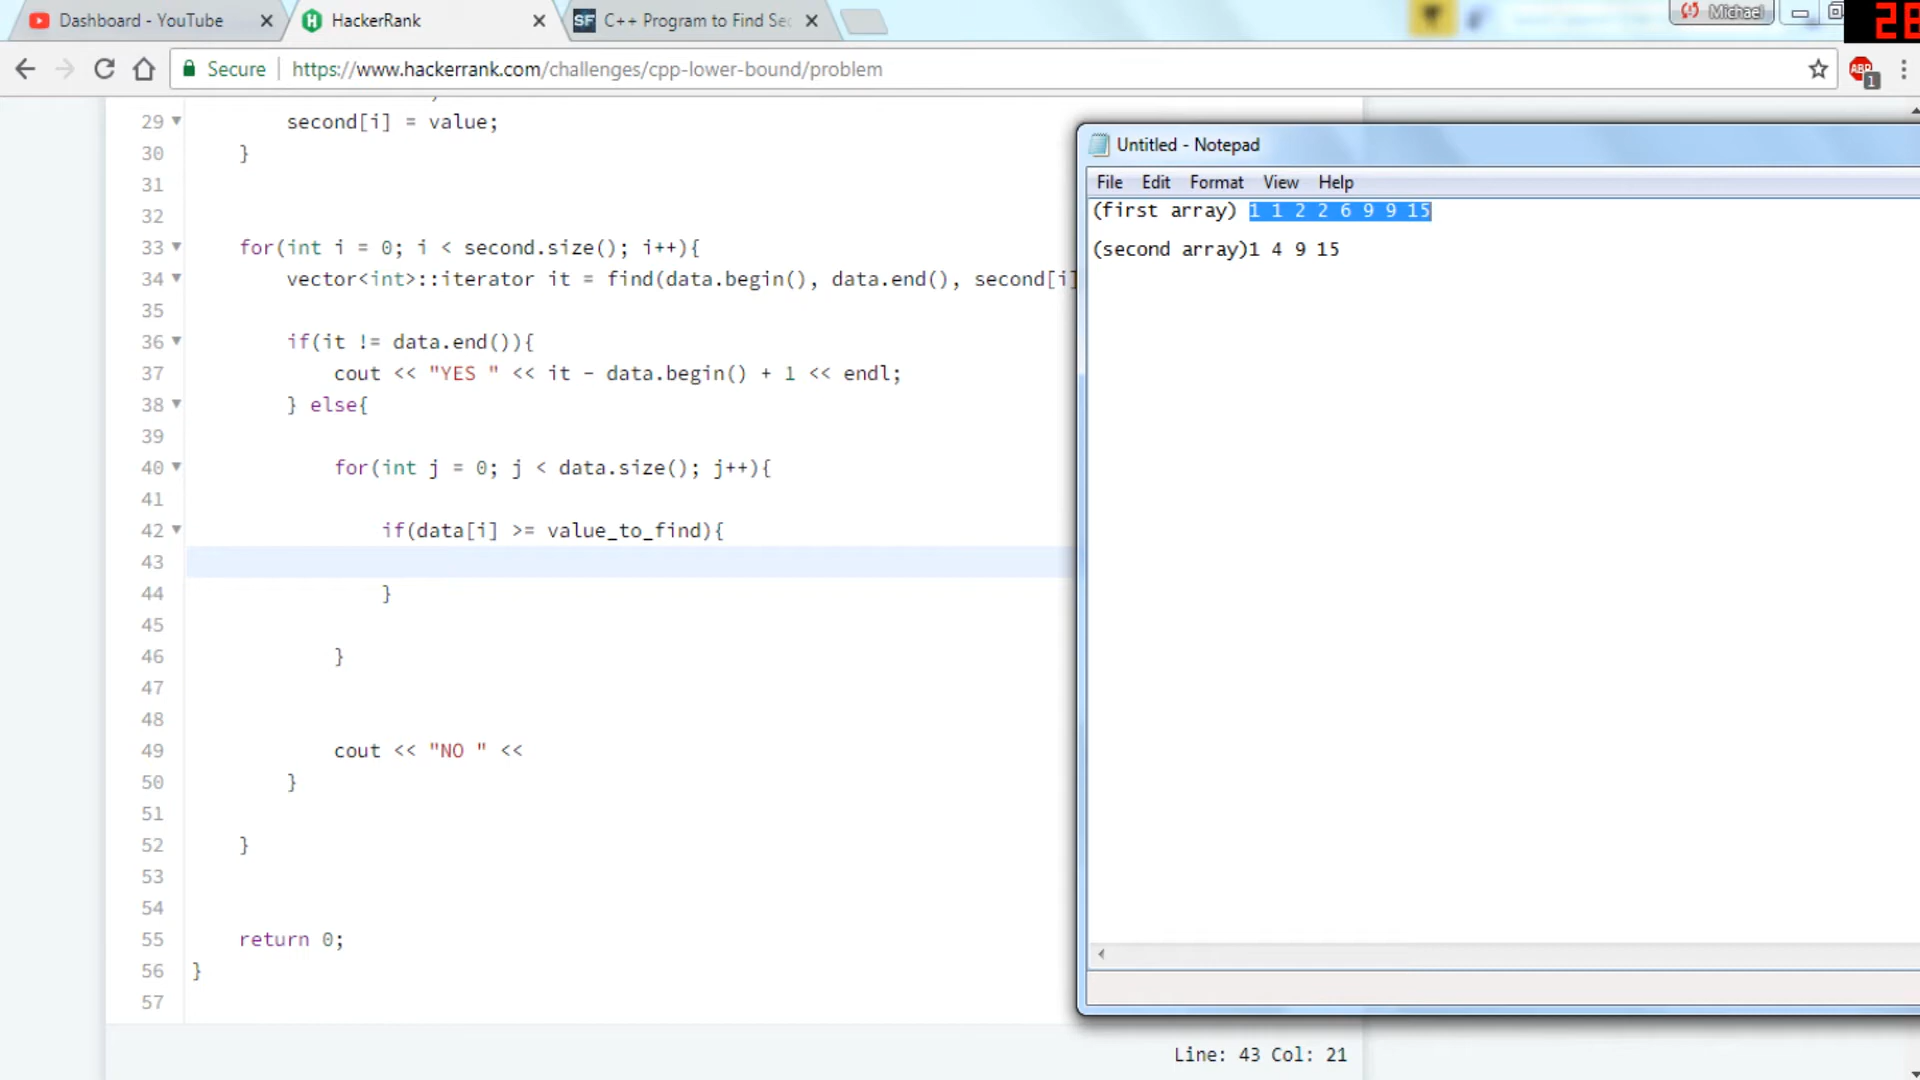 Dashboard - YouTube
HackerRank
SF C++ Program to Find Sec
Michael
28
Secure https://www.hackerrank.com/challenges/cpp-lower-bound/problem
ABP 1
29 second[i] = value;
30 }
31
32
33 for(int i = 0; i < second.size(); i++){
34 vector<int>::iterator it = find(data.begin(), data.end(), second[i]
35
36 if(it != data.end()){
37 cout << "YES " << it - data.begin() + 1 << endl;
38 } else{
39
40 for(int j = 0; j < data.size(); j++){
41
42 if(data[i] >= value_to_find){
43
44 }
45
46 }
47
48
49 cout << "NO " <<
50 }
51
52 }
53
54
55 return 0;
56 }
57
Line: 43 Col: 21
Untitled - Notepad
File Edit Format View Help
(first array) 1 1 2 2 6 9 9 15
(second array)1 4 9 15